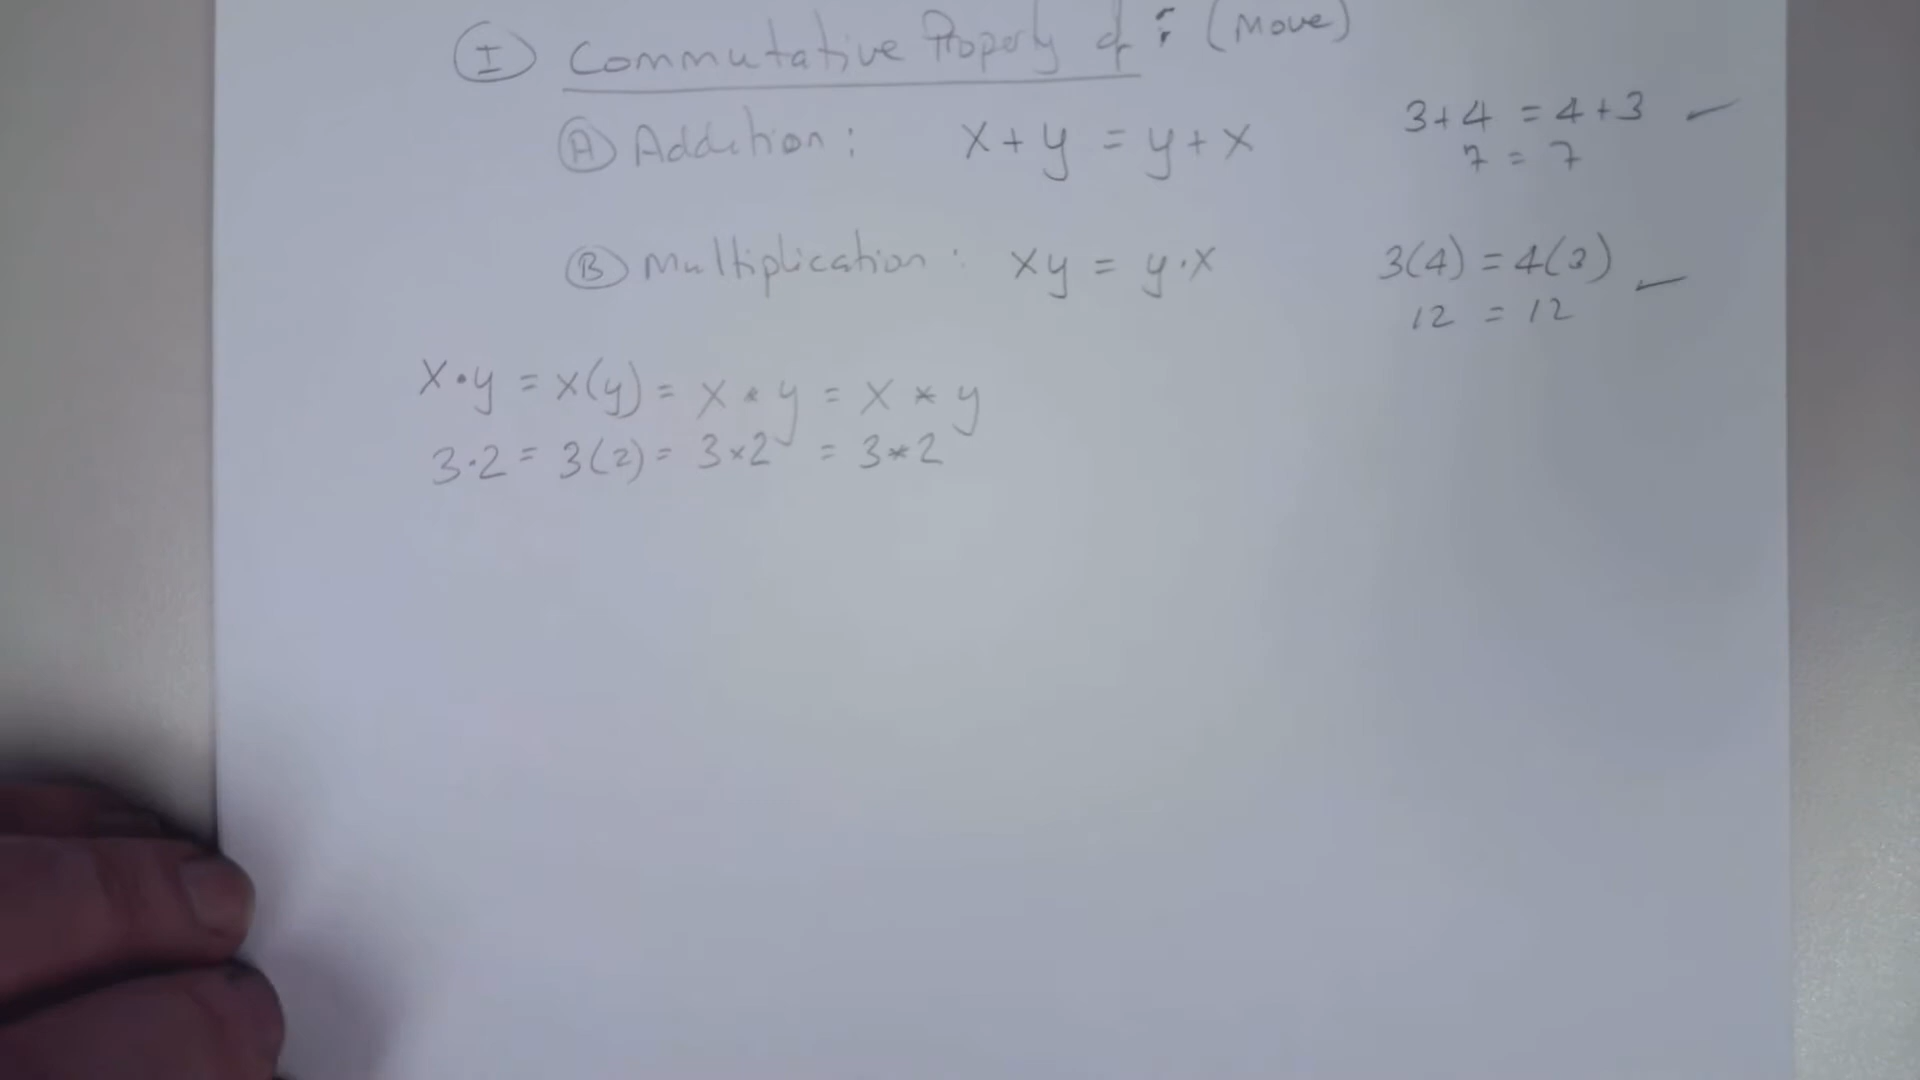 I Commutative Property of : (Move)
A Addition : x + y = y + x
3 + 4 = 4 + 3
7 = 7
B Multiplication : xy = y · x
3(4) = 4(3)
12 = 12
x · y = x(y) = x × y = x * y
3 · 2 = 3(2) = 3 × 2 = 3 * 2